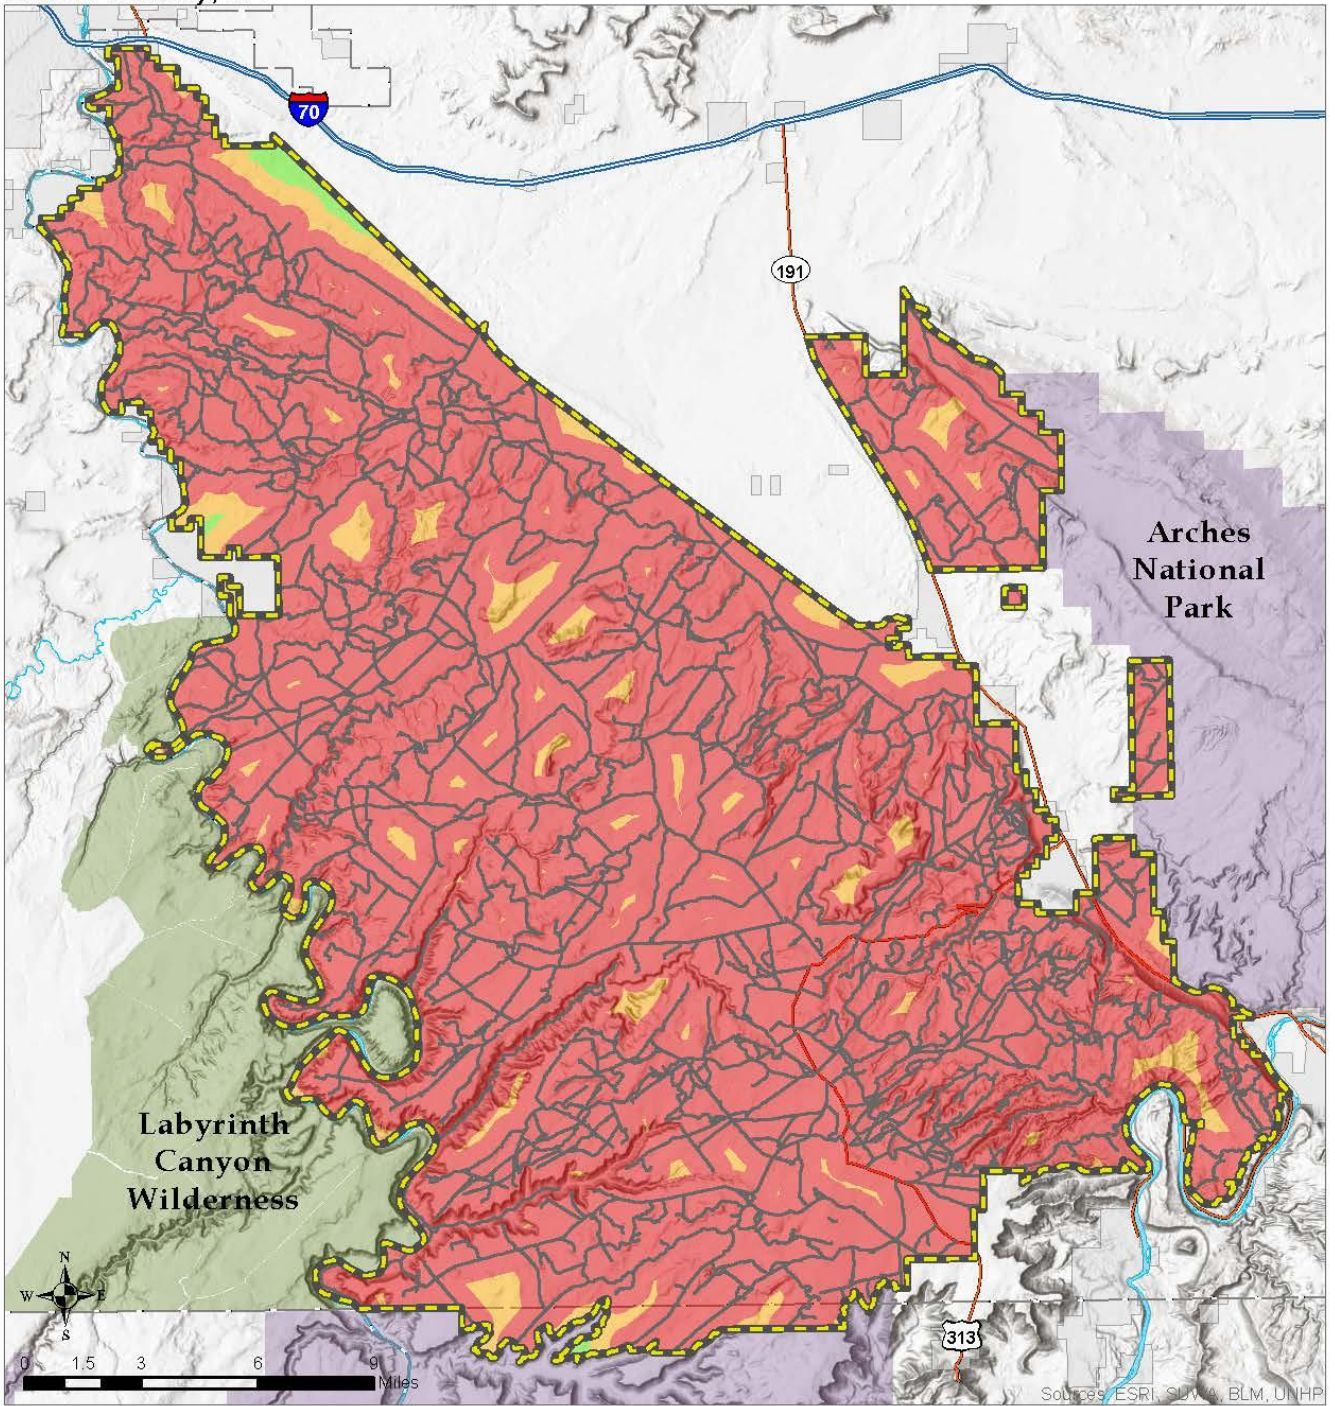 70
191
Arches
National
Park
Labyrinth
Canyon
Wilderness
N
W E
S
313
0 1.5 3 6 9
Miles
Sources: ESRI, SUWA, BLM, UNHP